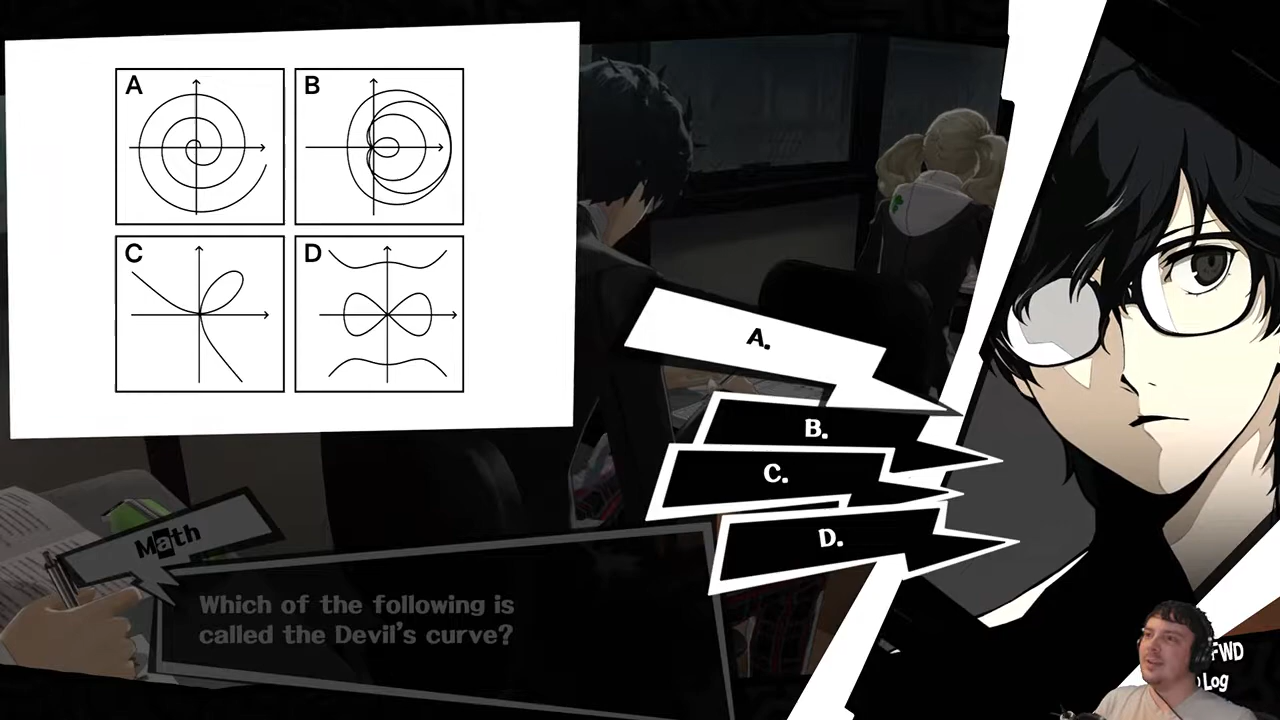 A
B
C
D
A.
B.
C.
D.
Math
Which of the following is
called the Devil's curve?
FWD
Log